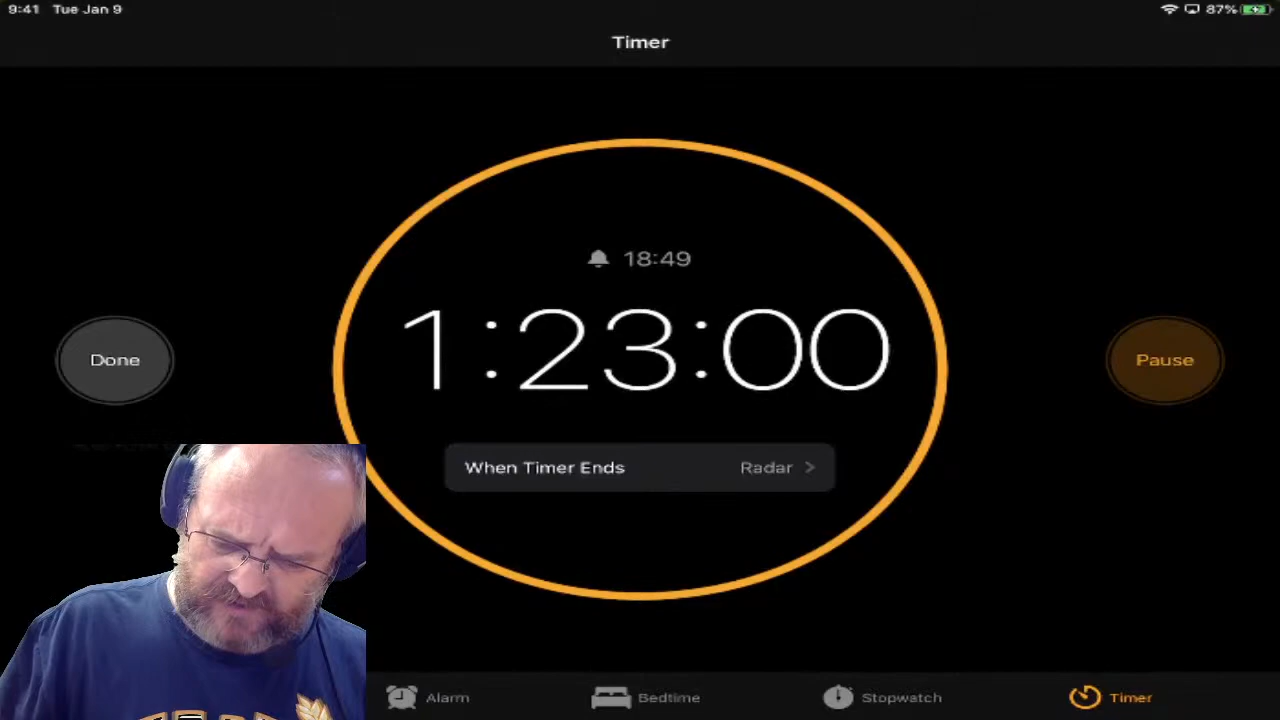 9:41 Tue Jan 9
87%
Timer
18:49
1:23:00
Done
Pause
When Timer Ends Radar >
Alarm Bedtime Stopwatch Timer